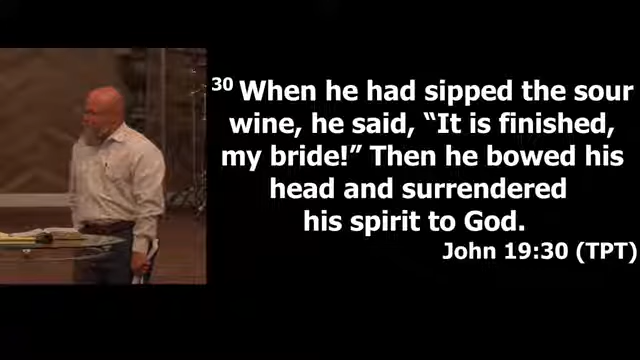 30 When he had sipped the sour
wine, he said, “It is finished,
my bride!” Then he bowed his
head and surrendered
his spirit to God.
John 19:30 (TPT)